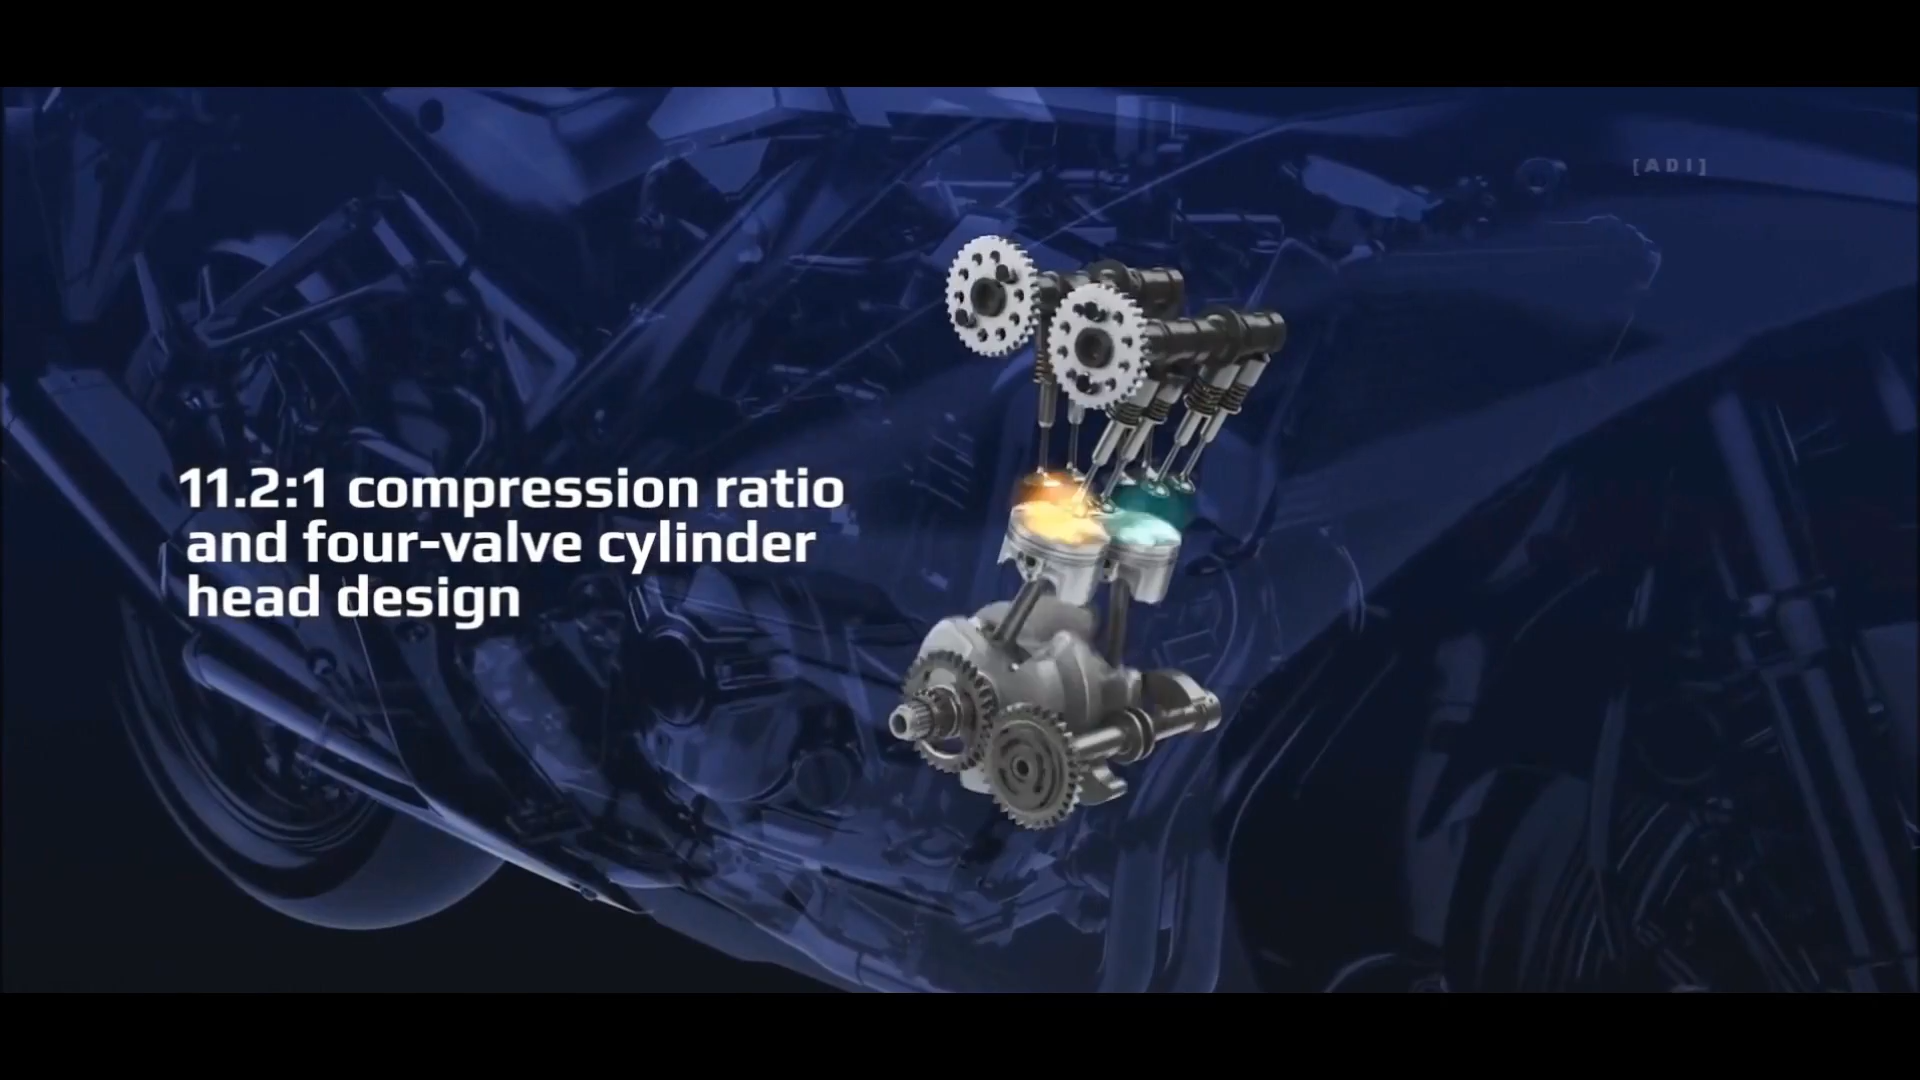 [ADI]
11.2:1 compression ratio
and four-valve cylinder
head design